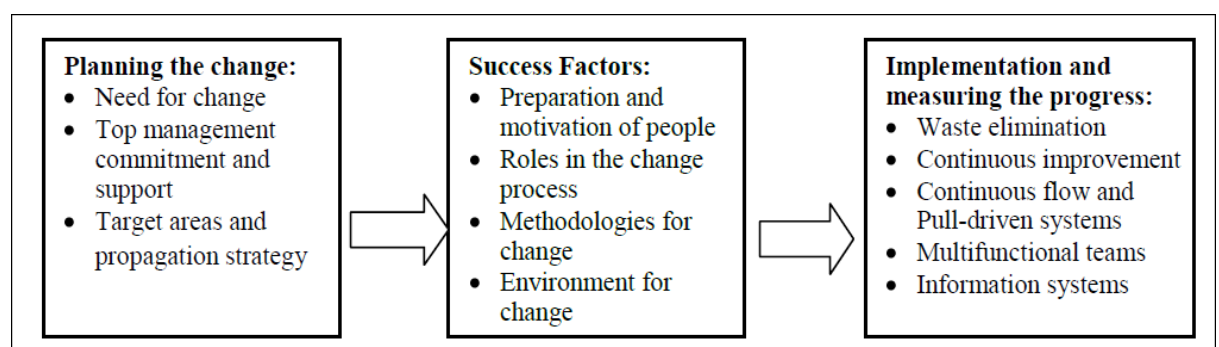 Planning the change:
• Need for change
• Top management
commitment and
support
• Target areas and
propagation strategy
Success Factors:
• Preparation and
motivation of people
• Roles in the change
process
• Methodologies for
change
• Environment for
change
Implementation and
measuring the progress:
• Waste elimination
• Continuous improvement
• Continuous flow and
Pull-driven systems
• Multifunctional teams
• Information systems